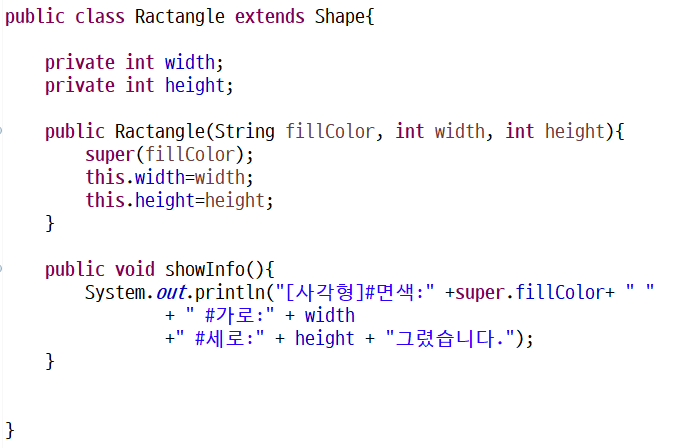 public class Ractangle extends Shape{
private int width;
private int height;
public Ractangle(String fillColor, int width, int height){
super(fillColor);
this.width=width;
this.height=height;
}
public void showInfo(){
System.out.println("[사각형]#면색:" +super.fillColor+ " "
+ " #가로:" + width
+" #세로:" + height + "그렸습니다.");
}
}